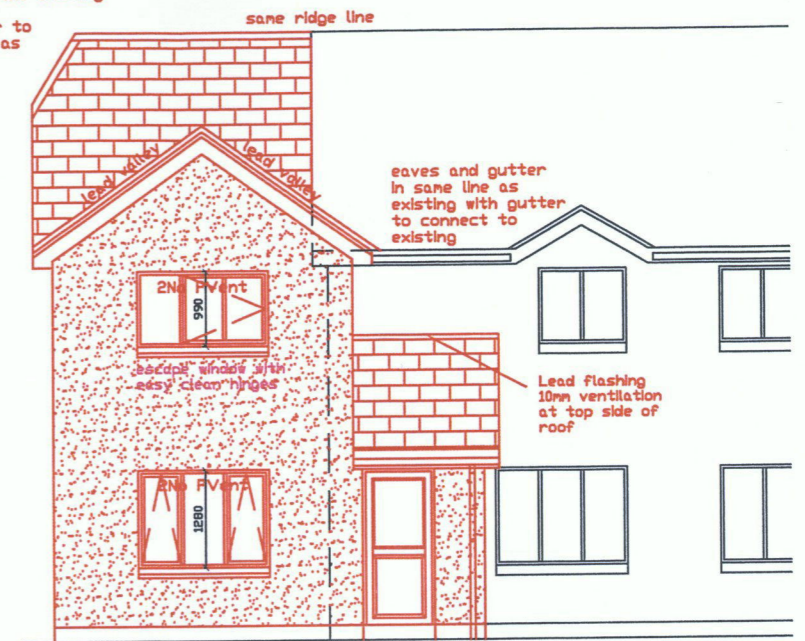 r to
as
same ridge line
lead valley
lead valley
eaves and gutter
in same line as
existing with gutter
to connect to
existing
2No PVent
990
escape window with
easy clean hinges
Lead flashing
10mm ventilation
at top side of
roof
2No PVent
1280